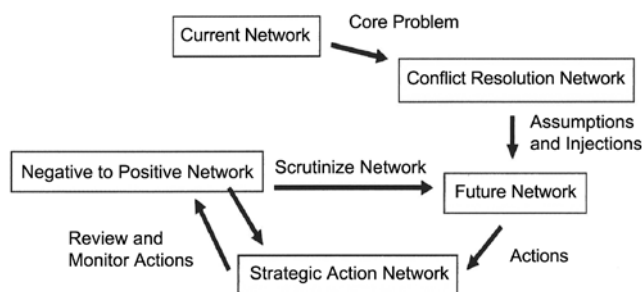 Core Problem
Current Network
Conflict Resolution Network
Assumptions
and Injections
Negative to Positive Network
Scrutinize Network
Future Network
Review and
Monitor Actions
Actions
Strategic Action Network